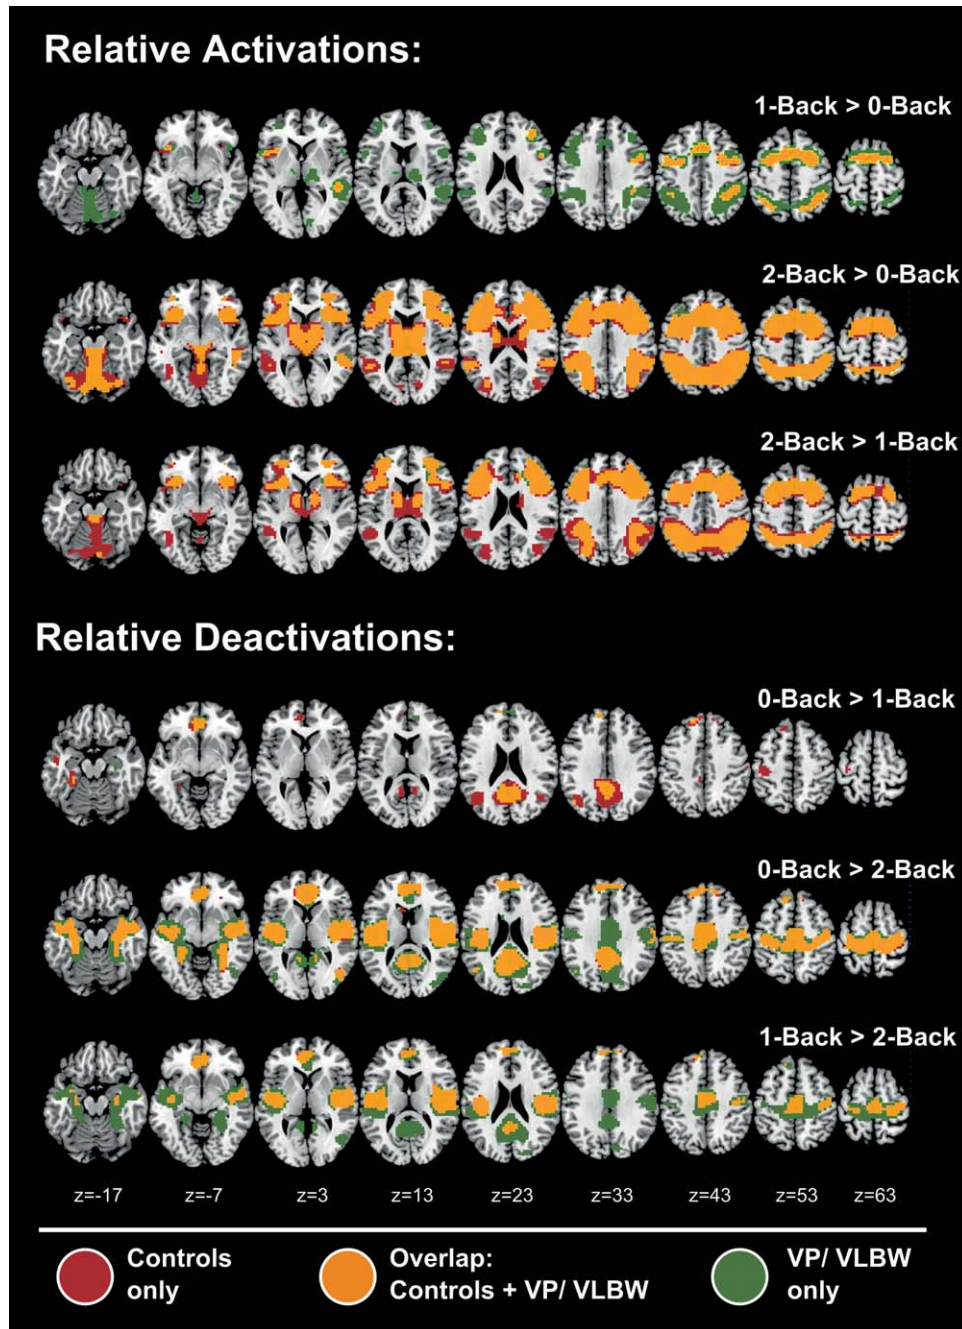 Relative Activations:
1-Back > 0-Back
2-Back > 0-Back
2-Back > 1-Back
Relative Deactivations:
0-Back > 1-Back
0-Back > 2-Back
1-Back > 2-Back
z=-17 z=-7 z=3 z=13 z=23 z=33 z=43 z=53 z=63
Controls
only
Overlap:
Controls + VP/ VLBW
VP/ VLBW
only